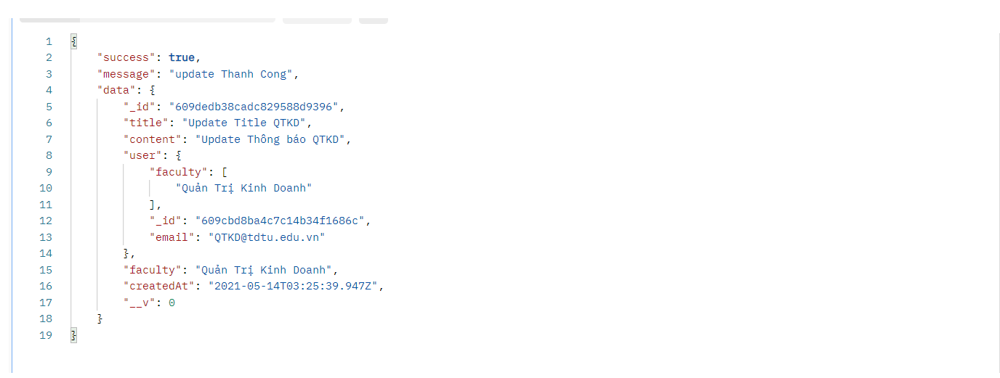 1 {
2 "success": true,
3 "message": "update Thanh Cong",
4 "data": {
5 "_id": "609dedb38cadc829588d9396",
6 "title": "Update Title QTKD",
7 "content": "Update Thông báo QTKD",
8 "user": {
9 "faculty": [
10 "Quản Trị Kinh Doanh"
11 ],
12 "_id": "609cbd8ba4c7c14b34f1686c",
13 "email": "QTKD@tdtu.edu.vn"
14 },
15 "faculty": "Quản Trị Kinh Doanh",
16 "createdAt": "2021-05-14T03:25:39.947Z",
17 "__v": 0
18 }
19 }